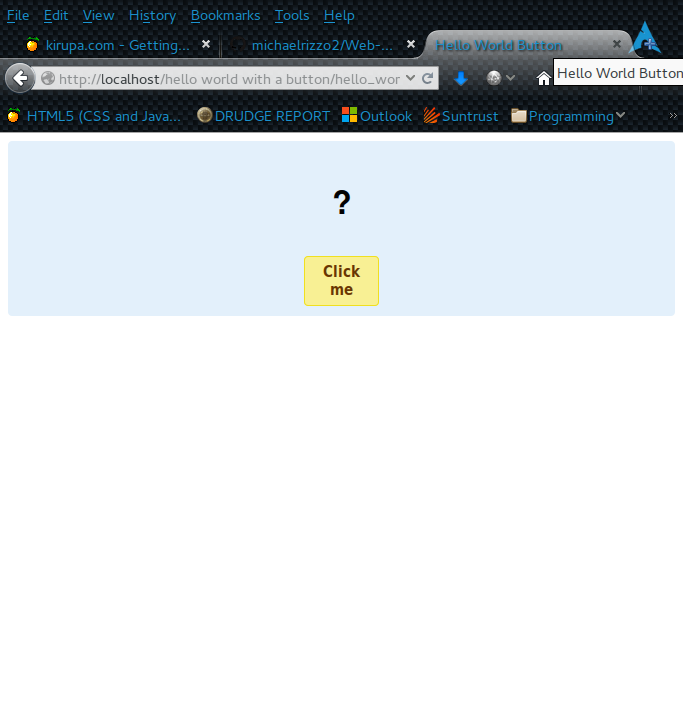 File Edit View History Bookmarks Tools Help
kirupa.com - Getting... michaelrizzo2/Web-... Hello World Button
http://localhost/hello world with a button/hello_wor
Hello World Button
HTML5 (CSS and Java... DRUDGE REPORT Outlook Suntrust Programming
?
Click
me